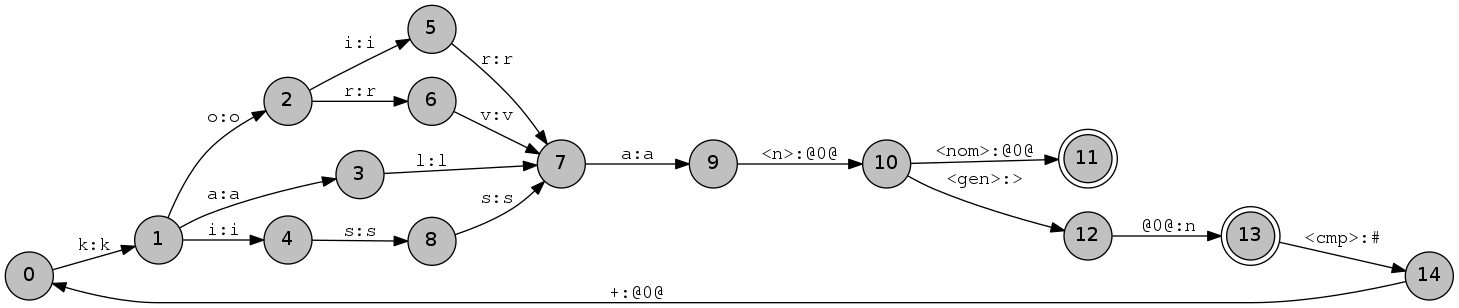 5
i:i
r:r
2
r:r
6
o:o
v:v
l:l
3
7
a:a
9
<n>:@0@
10
<nom>:@0@
11
<gen>:>
a:a
s:s
k:k
1
i:i
4
s:s
8
12
@0@:n
13
<cmp>:#
0
14
+:@0@